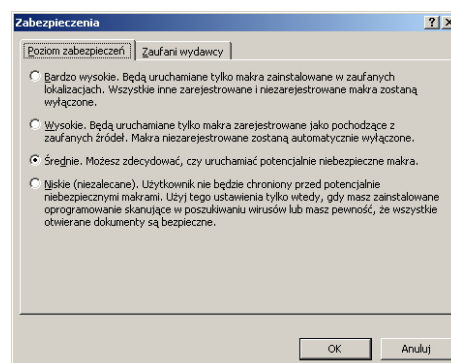 Zabezpieczenia
Poziom zabezpieczeń Zaufani wydawcy
Bardzo wysokie. Będą uruchamiane tylko makra zainstalowane w zaufanych
lokalizacjach. Wszystkie inne zarejestrowane i niezarejestrowane makra zostaną
wyłączone.
Wysokie. Będą uruchamiane tylko makra zarejestrowane jako pochodzące z
zaufanych źródeł. Makra niezarejestrowane zostaną automatycznie wyłączone.
Średnie. Możesz zdecydować, czy uruchamiać potencjalnie niebezpieczne makra.
Niskie (niezalecane). Użytkownik nie będzie chroniony przed potencjalnie
niebezpiecznymi makrami. Użyj tego ustawienia tylko wtedy, gdy masz zainstalowane
oprogramowanie skanujące w poszukiwaniu wirusów lub masz pewność, że wszystkie
otwierane dokumenty są bezpieczne.
OK Anuluj